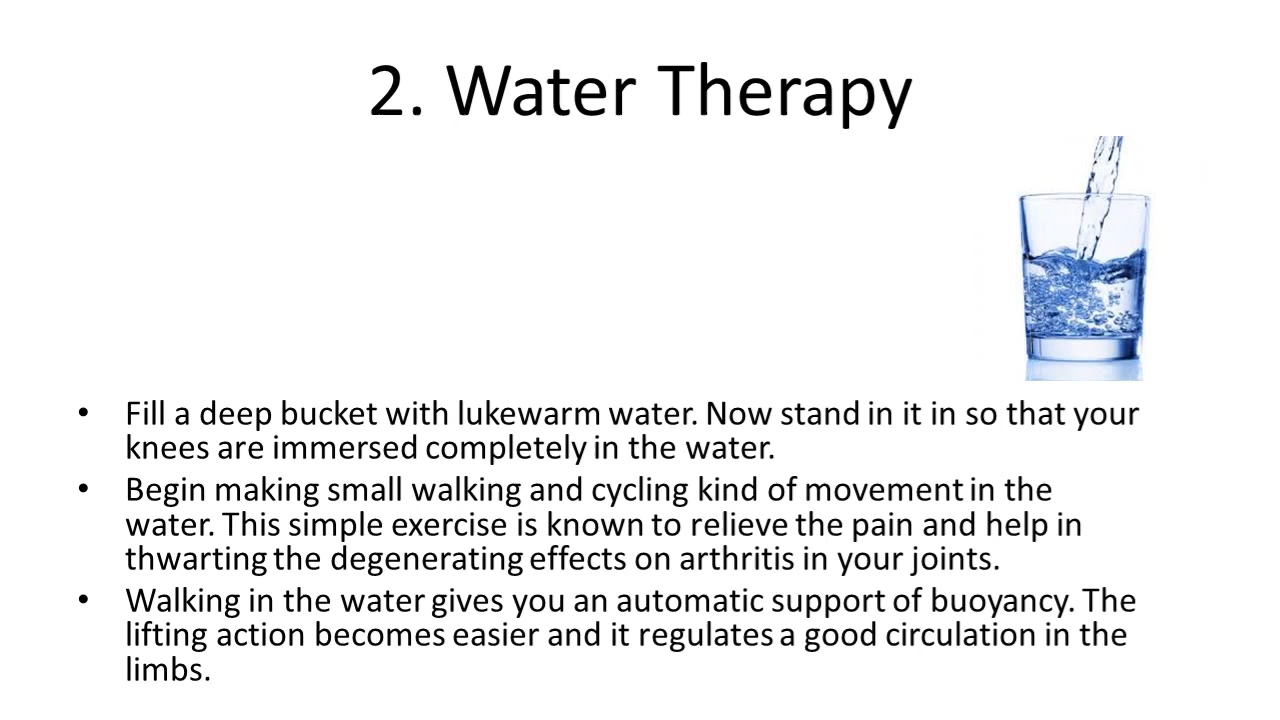 2. Water Therapy
• Fill a deep bucket with lukewarm water. Now stand in it in so that your
knees are immersed completely in the water.
• Begin making small walking and cycling kind of movement in the
water. This simple exercise is known to relieve the pain and help in
thwarting the degenerating effects on arthritis in your joints.
• Walking in the water gives you an automatic support of buoyancy. The
lifting action becomes easier and it regulates a good circulation in the
limbs.